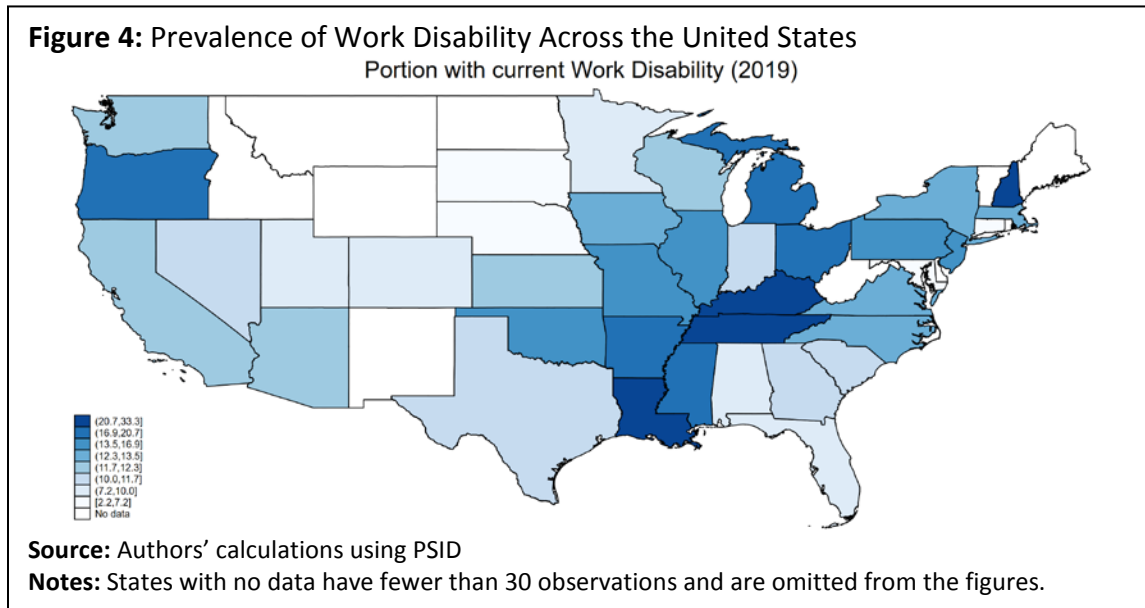 Figure 4: Prevalence of Work Disability Across the United States
Portion with current Work Disability (2019)
(20.7,33.3]
(16.9,20.7]
(13.5,16.9]
(12.3,13.5]
(11.7,12.3]
(10.0,11.7]
(7.2,10.0]
[2.2,7.2]
No data
Source: Authors’ calculations using PSID
Notes: States with no data have fewer than 30 observations and are omitted from the figures.